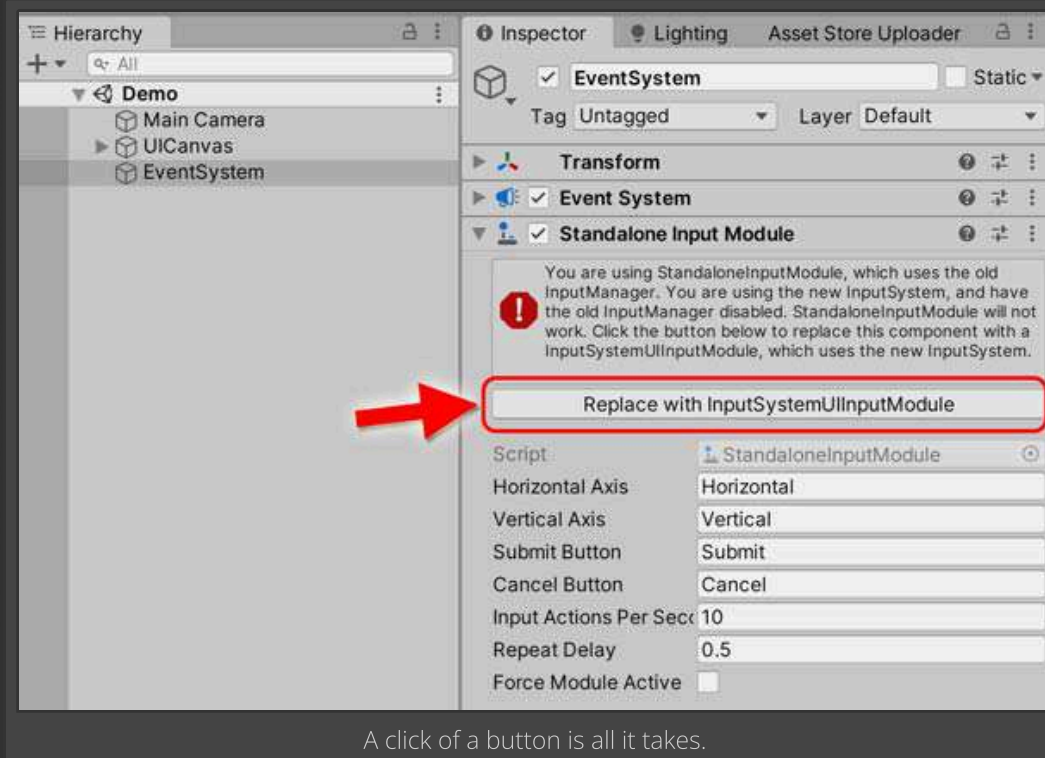 Hierarchy
All
Demo
Main Camera
UICanvas
EventSystem
Inspector
Lighting
Asset Store Uploader
EventSystem
Static
Tag Untagged
Layer Default
Transform
Event System
Standalone Input Module
You are using StandaloneInputModule, which uses the old
InputManager. You are using the new InputSystem, and have
the old InputManager disabled. StandaloneInputModule will not
work. Click the button below to replace this component with a
InputSystemUIInputModule, which uses the new InputSystem.
Replace with InputSystemUIInputModule
Script StandaloneInputModule
Horizontal Axis Horizontal
Vertical Axis Vertical
Submit Button Submit
Cancel Button Cancel
Input Actions Per Sec 10
Repeat Delay 0.5
Force Module Active
A click of a button is all it takes.